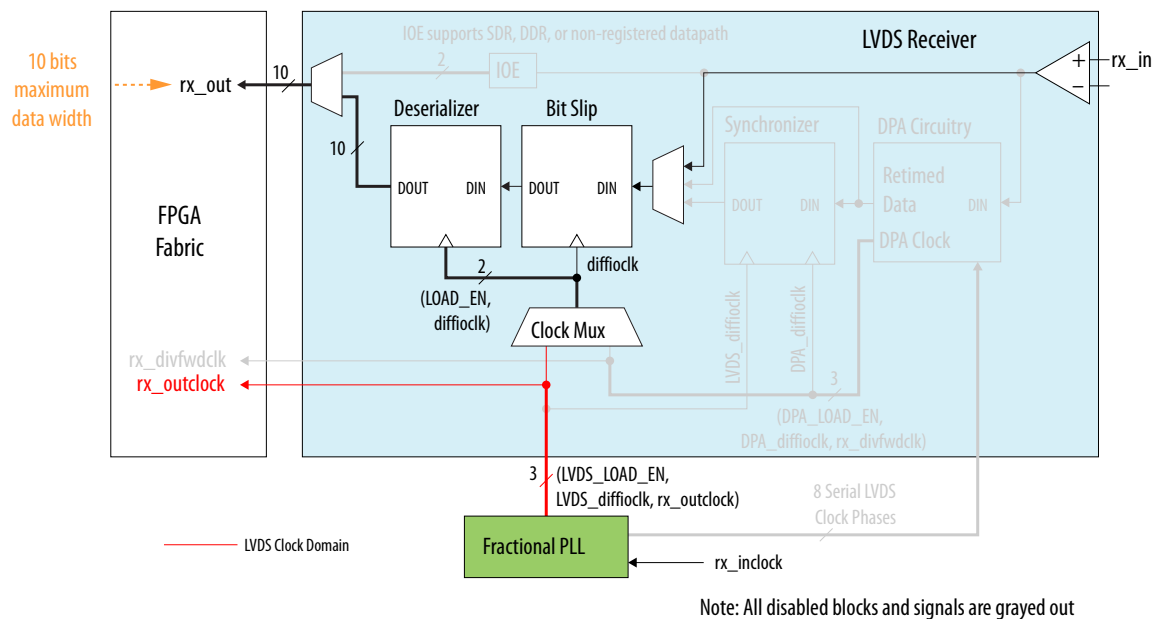 IOE supports SDR, DDR, or non-registered datapath
LVDS Receiver
10 bits
maximum
data width
rx_out
10
2
IOE
+
−
rx_in
Deserializer
Bit Slip
Synchronizer
DPA Circuitry
10
DOUT
DIN
DOUT
DIN
DOUT
DIN
Retimed
Data
DIN
DPA Clock
FPGA
Fabric
2
(LOAD_EN,
diffioclk)
diffioclk
Clock Mux
LVDS_diffioclk
DPA_diffioclk
rx_divfwdclk
rx_outclock
3
(DPA_LOAD_EN,
DPA_diffioclk, rx_divfwdclk)
3
(LVDS_LOAD_EN,
LVDS_diffioclk, rx_outclock)
8 Serial LVDS
Clock Phases
LVDS Clock Domain
Fractional PLL
rx_inclock
Note: All disabled blocks and signals are grayed out